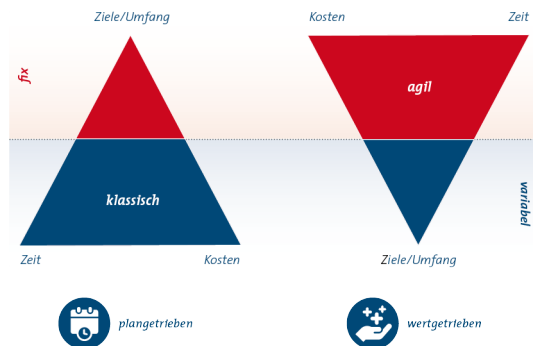 Ziele/Umfang
Kosten
Zeit
fix
agil
klassisch
variabel
Zeit
Kosten
Ziele/Umfang
plangetrieben
wertgetrieben